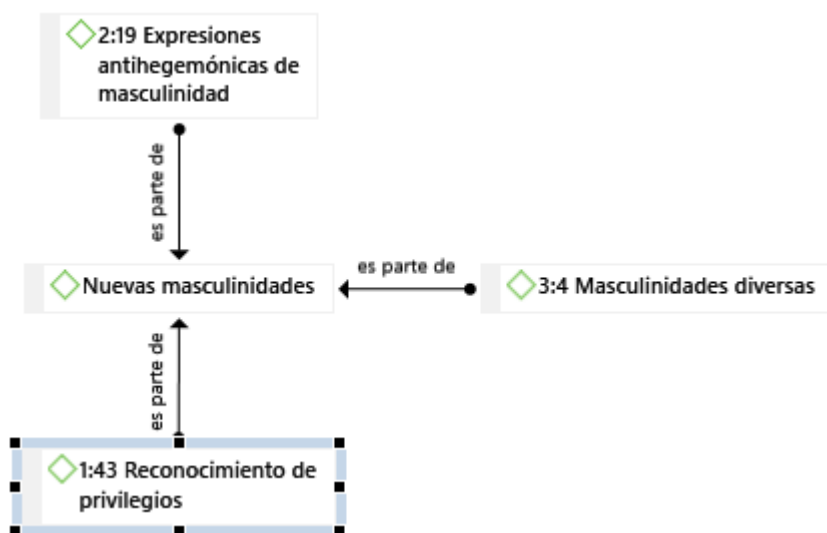 2:19 Expresiones
antihegemónicas de
masculinidad
es parte de
Nuevas masculinidades
es parte de
3:4 Masculinidades diversas
es parte de
1:43 Reconocimiento de
privilegios